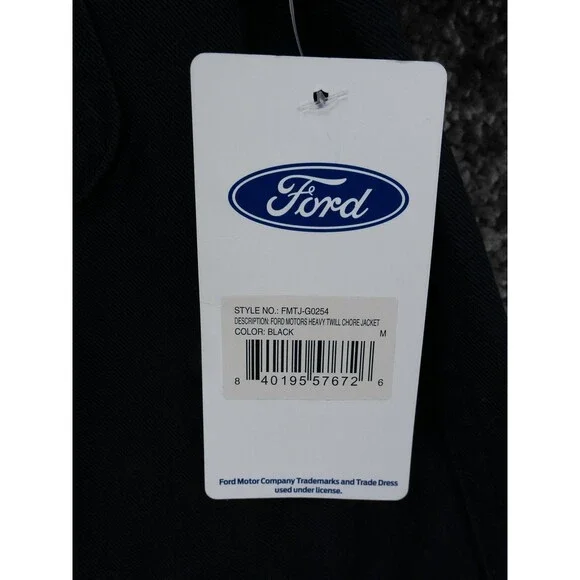 Ford
STYLE NO.: FMTJ-G0254
DESCRIPTION: FORD MOTORS HEAVY TWILL CHORE JACKET
COLOR: BLACK M
8 40195 57672 6
Ford Motor Company Trademarks and Trade Dress
used under license.